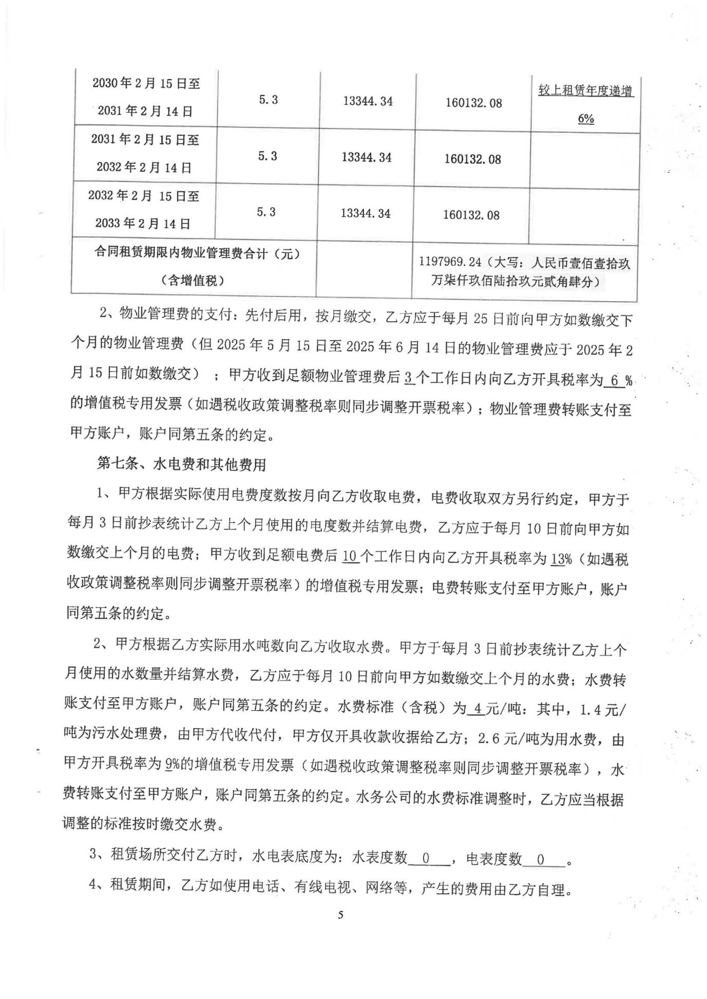 2030年2月15日至
2031年2月14日
5.3
13344.34
160132.08
较上租赁年度递增
6%
2031年2月15日至
2032年2月14日
5.3
13344.34
160132.08
2032年2月 15日至
2033年2月14日
5.3
13344.34
160132.08
合同租赁期限内物业管理费合计（元）
（含增值税）
1197969.24（大写：人民币壹佰壹拾玖
万柒仟玖佰陆拾玖元贰角肆分）
2、物业管理费的支付：先付后用，按月缴交，乙方应于每月25日前向甲方如数缴交下
个月的物业管理费（但2025年5月15日至2025年6月14日的物业管理费应于2025年2
月15日前如数缴交）；甲方收到足额物业管理费后3个工作日内向乙方开具税率为 6 %
的增值税专用发票（如遇税收政策调整税率则同步调整开票税率）；物业管理费转账支付至
甲方账户，账户同第五条的约定。
第七条、水电费和其他费用
1、甲方根据实际使用电费度数按月向乙方收取电费，电费收取双方另行约定，甲方于
每月3日前抄表统计乙方上个月使用的电度数并结算电费，乙方应于每月10日前向甲方如
数缴交上个月的电费；甲方收到足额电费后10个工作日内向乙方开具税率为13%（如遇税
收政策调整税率则同步调整开票税率）的增值税专用发票；电费转账支付至甲方账户，账户
同第五条的约定。
2、甲方根据乙方实际用水吨数向乙方收取水费。甲方于每月3日前抄表统计乙方上个
月使用的水数量并结算水费，乙方应于每月10日前向甲方如数缴交上个月的水费；水费转
账支付至甲方账户，账户同第五条的约定。水费标准（含税）为 4 元/吨：其中，1.4元/
吨为污水处理费，由甲方代收代付，甲方仅开具收款收据给乙方；2.6元/吨为用水费，由
甲方开具税率为9%的增值税专用发票（如遇税收政策调整税率则同步调整开票税率），水
费转账支付至甲方账户，账户同第五条的约定。水务公司的水费标准调整时，乙方应当根据
调整的标准按时缴交水费。
3、租赁场所交付乙方时，水电表底度为：水表度数 0 ，电表度数 0 。
4、租赁期间，乙方如使用电话、有线电视、网络等，产生的费用由乙方自理。
5